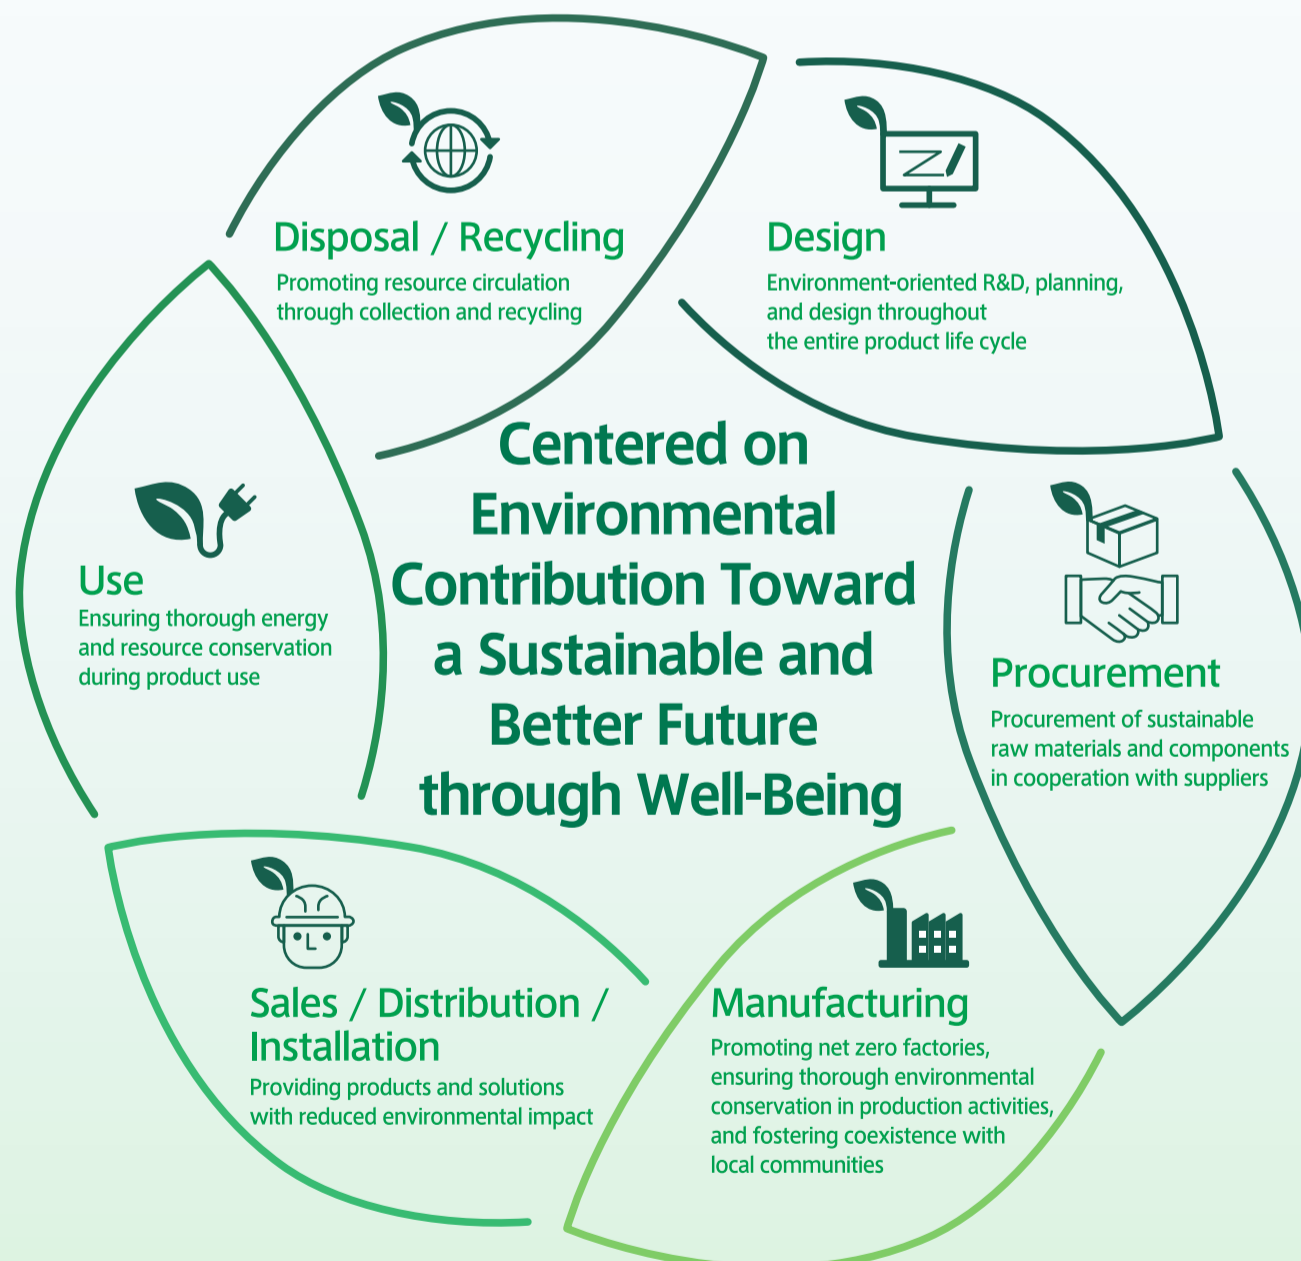 Disposal / Recycling
Promoting resource circulation
through collection and recycling
Design
Environment-oriented R&D, planning,
and design throughout
the entire product life cycle
Centered on
Environmental
Contribution Toward
a Sustainable and
Better Future
through Well-Being
Use
Ensuring thorough energy
and resource conservation
during product use
Procurement
Procurement of sustainable
raw materials and components
in cooperation with suppliers
Sales / Distribution /
Installation
Providing products and solutions
with reduced environmental impact
Manufacturing
Promoting net zero factories,
ensuring thorough environmental
conservation in production activities,
and fostering coexistence with
local communities